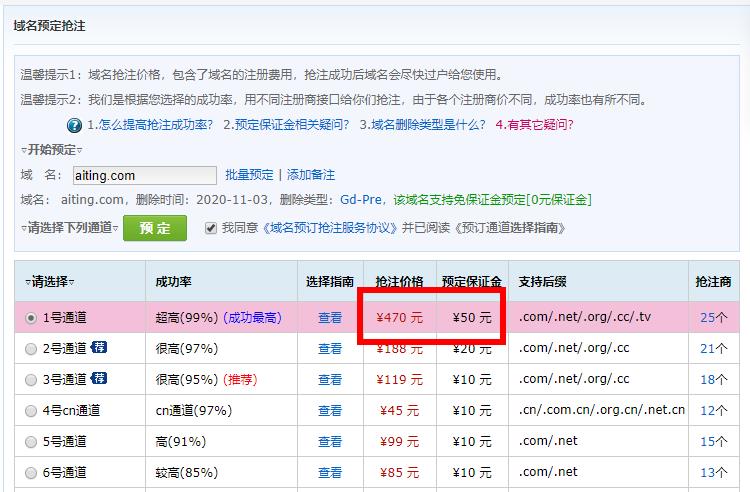 域名预定抢注
温馨提示1：域名抢注价格，包含了域名的注册费用，抢注成功后域名会尽快过户给您使用。
温馨提示2：我们是根据您选择的成功率，用不同注册商接口给你们抢注，由于各个注册商价不同，成功率也有所不同。
? 1.怎么提高抢注成功率? 2.预定保证金相关疑问? 3.域名删除类型是什么? 4.有其它疑问?
▿开始预定▿
域 名： aiting.com 批量预定 | 添加备注
域名： aiting.com，删除时间：2020-11-03，删除类型：Gd-Pre，该域名支持免保证金预定[0元保证金]
▿请选择下列通道▿ 预 定 我同意《域名预订抢注服务协议》并已阅读《预订通道选择指南》
▿请选择▿ 成功率 选择指南 抢注价格 预定保证金 支持后缀 抢注商
1号通道 超高(99%) (成功最高) 查看 ¥470 元 ¥50 元 .com/.net/.org/.cc/.tv 25个
2号通道 荐 很高(97%) 查看 ¥188 元 ¥20 元 .com/.net/.org/.cc 21个
3号通道 荐 很高(95%) (推荐) 查看 ¥119 元 ¥10 元 .com/.net/.org/.cc 18个
4号cn通道 cn通道(97%) 查看 ¥45 元 ¥10 元 .cn/.com.cn/.org.cn/.net.cn 12个
5号通道 高(91%) 查看 ¥99 元 ¥10 元 .com/.net 15个
6号通道 较高(85%) 查看 ¥85 元 ¥10 元 .com/.net 13个